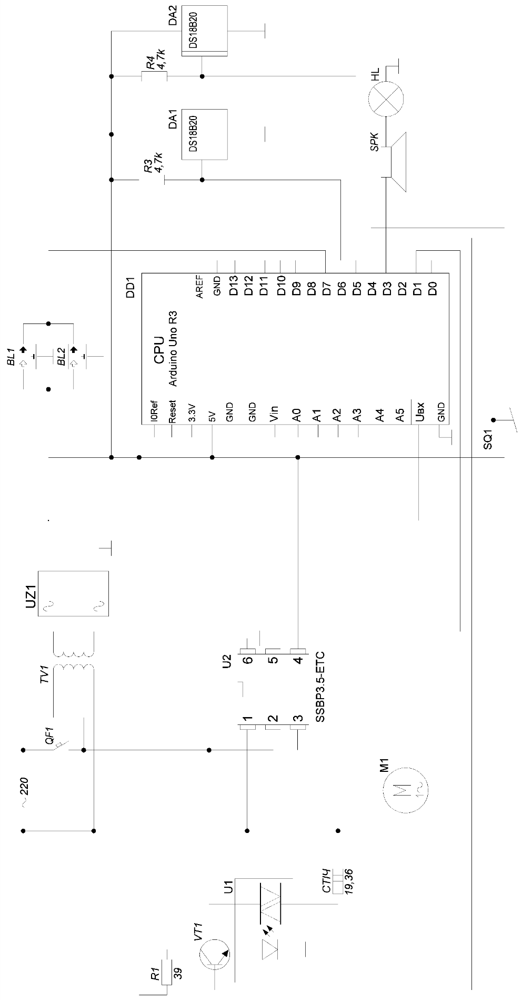 DA2
DS18B20
R4
4,7k
HL
DA1
DS18B20
SPK
R3
4,7k
DD1
AREF
GND
D13
D12
D11
D10
D9
D8
D7
D6
D5
D4
D3
D2
D1
D0
CPU
Arduino Uno R3
BL1
BL2
I0Ref
Reset
3.3V
5V
GND
GND
Vin
A0
A1
A2
A3
A4
A5
Uвх
GND
SQ1
UZ1
TV1
U2
6
5
4
1
2
3
SSBP3.5-ETC
QF1
~220
M1
M
1~
СТІЧ
19,36
U1
VT1
R1
39